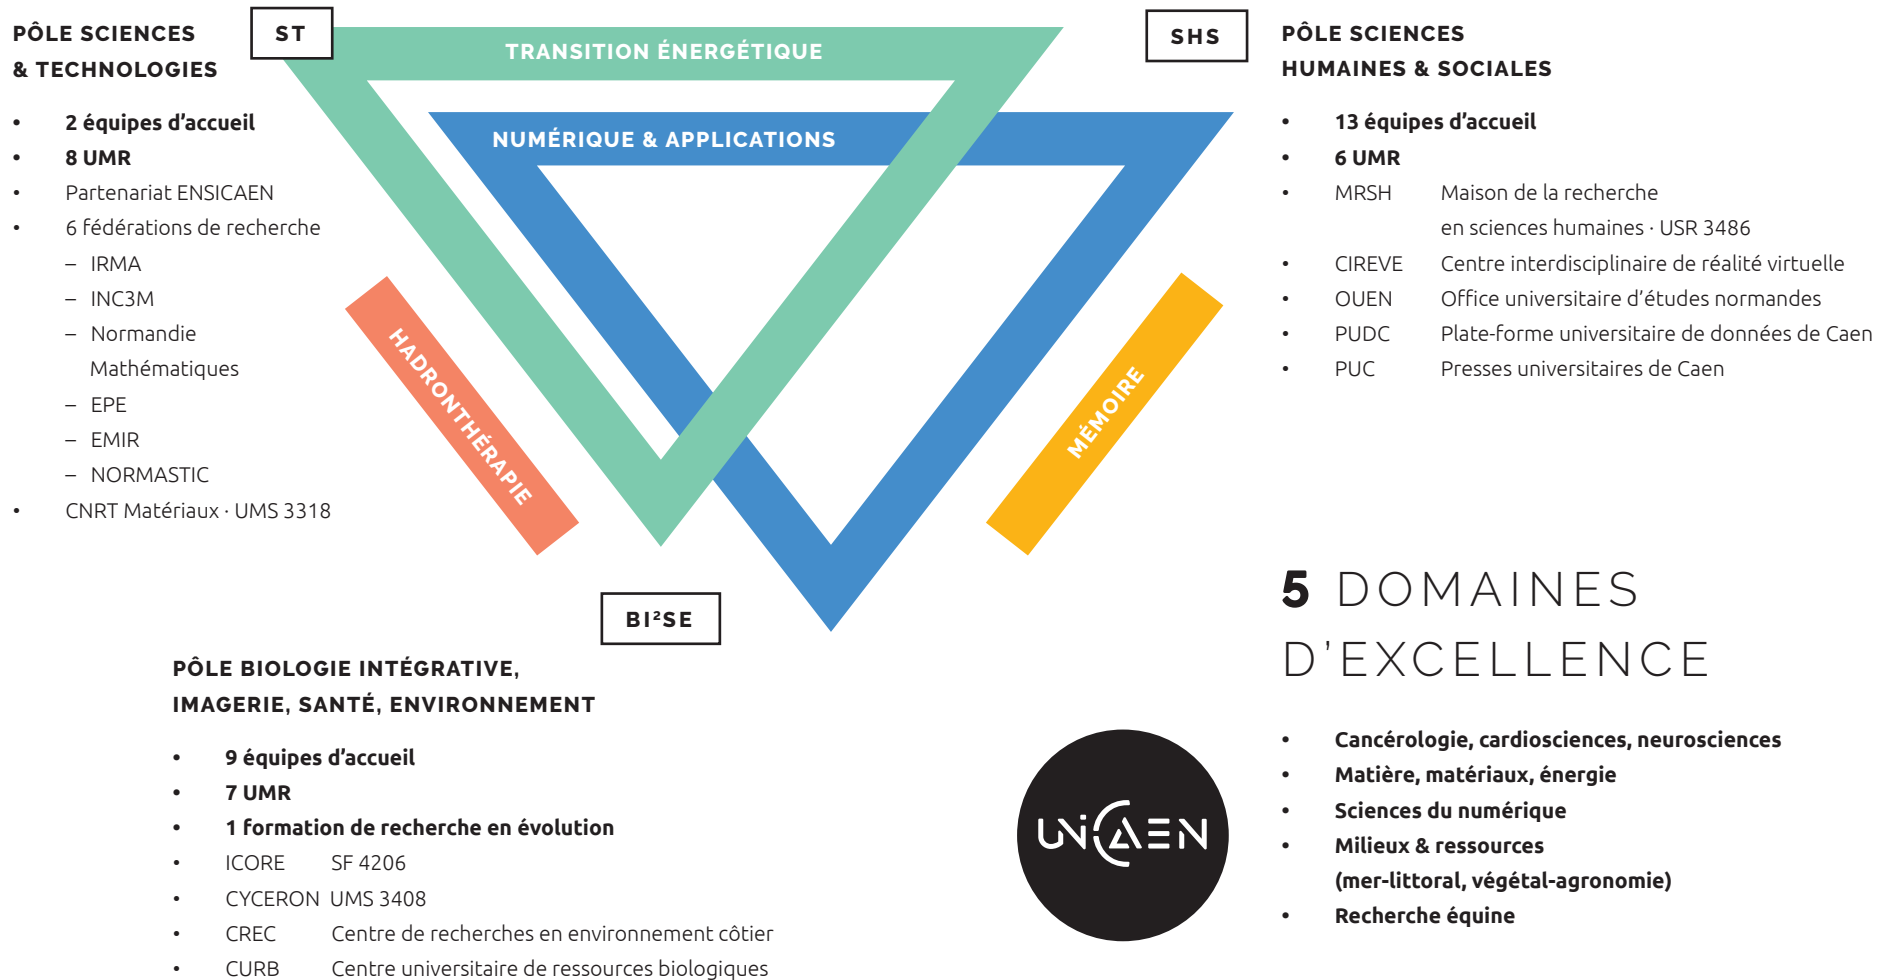 PÔLE SCIENCES
& TECHNOLOGIES
ST
• 2 équipes d’accueil
• 8 UMR
• Partenariat ENSICAEN
• 6 fédérations de recherche
– IRMA
– INC3M
– Normandie
Mathématiques
– EPE
– EMIR
– NORMASTIC
• CNRT Matériaux · UMS 3318
TRANSITION ÉNERGÉTIQUE
NUMÉRIQUE & APPLICATIONS
HADRONTHÉRAPIE
MÉMOIRE
SHS
PÔLE SCIENCES
HUMAINES & SOCIALES
• 13 équipes d’accueil
• 6 UMR
• MRSH Maison de la recherche
en sciences humaines · USR 3486
• CIREVE Centre interdisciplinaire de réalité virtuelle
• OUEN Office universitaire d’études normandes
• PUDC Plate-forme universitaire de données de Caen
• PUC Presses universitaires de Caen
BI²SE
PÔLE BIOLOGIE INTÉGRATIVE,
IMAGERIE, SANTÉ, ENVIRONNEMENT
• 9 équipes d’accueil
• 7 UMR
• 1 formation de recherche en évolution
• ICORE SF 4206
• CYCERON UMS 3408
• CREC Centre de recherches en environnement côtier
• CURB Centre universitaire de ressources biologiques
UNICAEN
5 DOMAINES
D’EXCELLENCE
• Cancérologie, cardiosciences, neurosciences
• Matière, matériaux, énergie
• Sciences du numérique
• Milieux & ressources
(mer-littoral, végétal-agronomie)
• Recherche équine